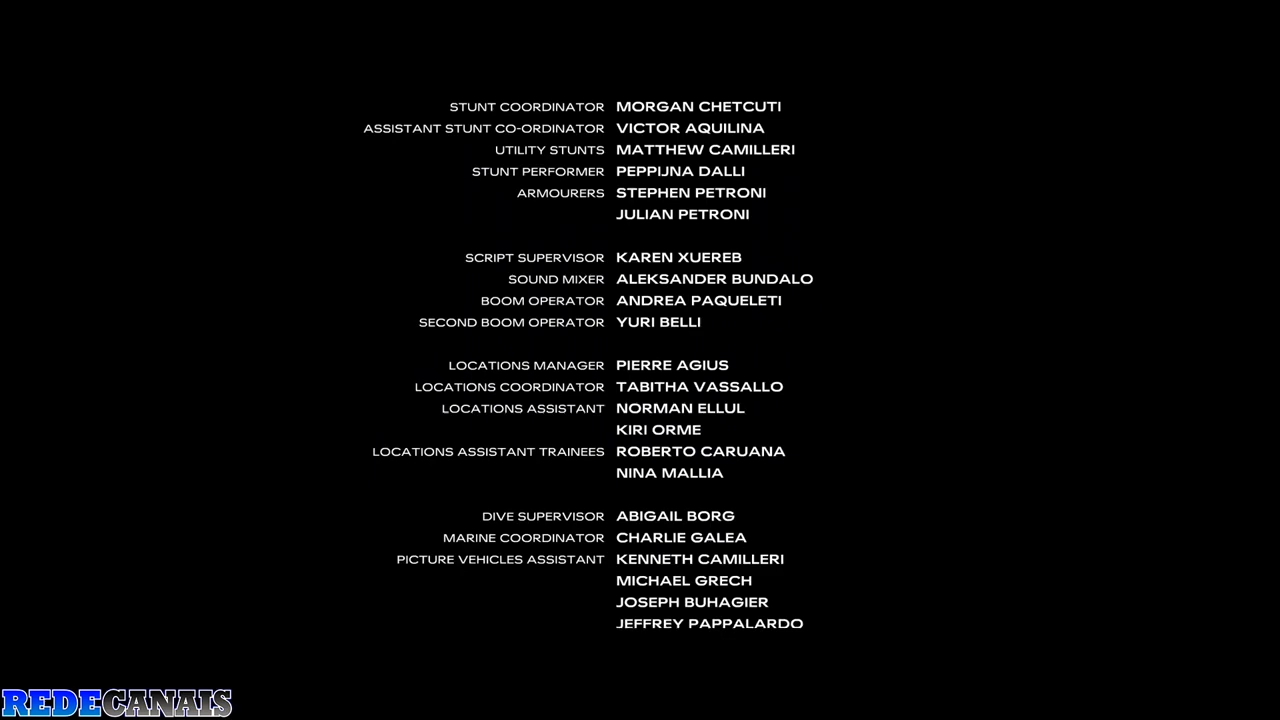 STUNT COORDINATOR MORGAN CHETCUTI
ASSISTANT STUNT CO-ORDINATOR VICTOR AQUILINA
UTILITY STUNTS MATTHEW CAMILLERI
STUNT PERFORMER PEPPIJNA DALLI
ARMOURERS STEPHEN PETRONI
JULIAN PETRONI
SCRIPT SUPERVISOR KAREN XUEREB
SOUND MIXER ALEKSANDER BUNDALO
BOOM OPERATOR ANDREA PAQUELETI
SECOND BOOM OPERATOR YURI BELLI
LOCATIONS MANAGER PIERRE AGIUS
LOCATIONS COORDINATOR TABITHA VASSALLO
LOCATIONS ASSISTANT NORMAN ELLUL
KIRI ORME
LOCATIONS ASSISTANT TRAINEES ROBERTO CARUANA
NINA MALLIA
DIVE SUPERVISOR ABIGAIL BORG
MARINE COORDINATOR CHARLIE GALEA
PICTURE VEHICLES ASSISTANT KENNETH CAMILLERI
MICHAEL GRECH
JOSEPH BUHAGIER
JEFFREY PAPPALARDO
REDECANAIS